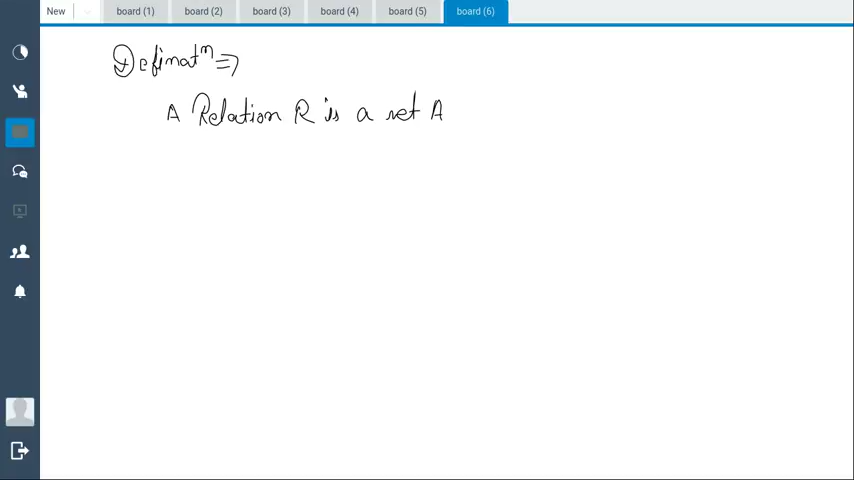 New board (1) board (2) board (3) board (4) board (5) board (6)
Definatⁿ ⇒
A Relation R is a set A